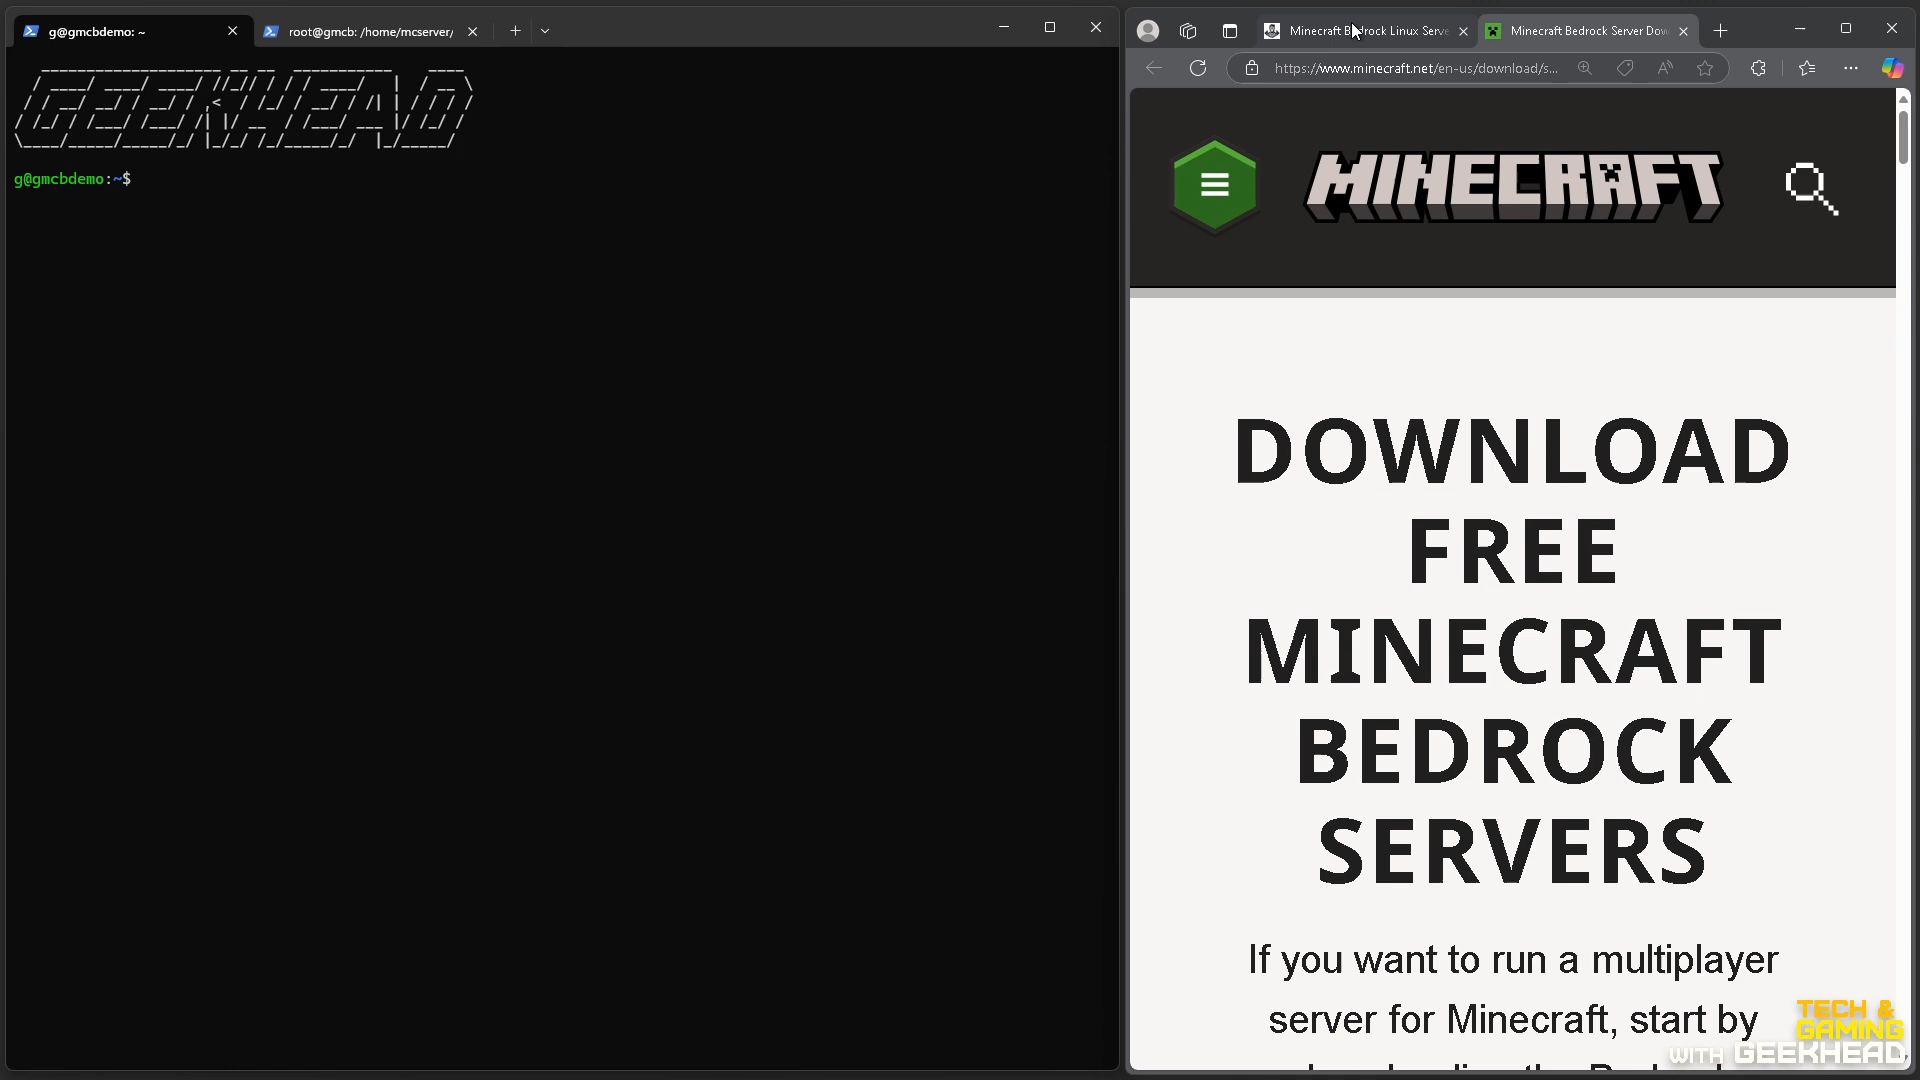 g@gmcbdemo: ~
root@gmcb: /home/mcserver/
Minecraft Bedrock Linux Serve
Minecraft Bedrock Server Dow
https://www.minecraft.net/en-us/download/s...
GEEKHEAD
g@gmcbdemo:~$
MINECRAFT
DOWNLOAD
FREE
MINECRAFT
BEDROCK
SERVERS
If you want to run a multiplayer
server for Minecraft, start by
TECH &
GAMING
WITH GEEKHEAD